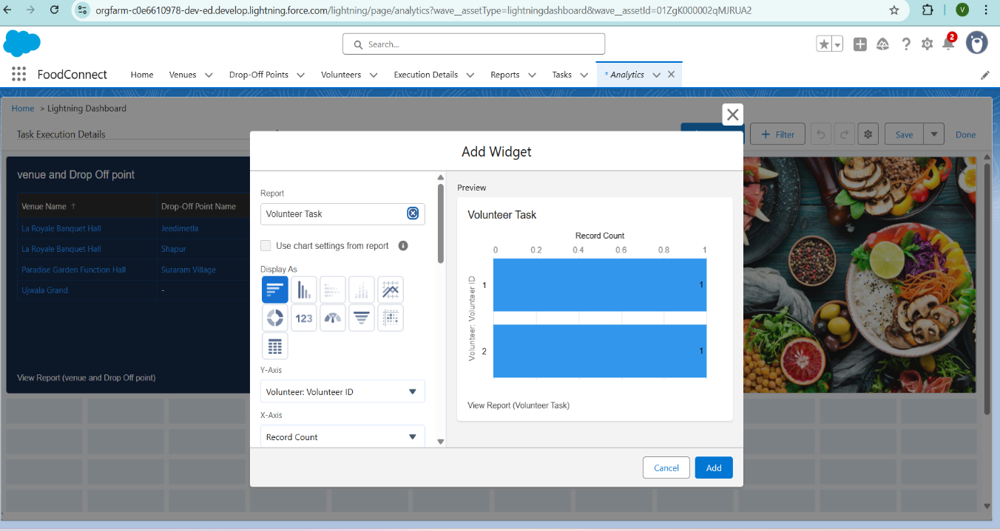 orgfarm-c0e6610978-dev-ed.develop.lightning.force.com/lightning/page/analytics?wave__assetType=lightningdashboard&wave__assetId=01ZgK000002qMJRUA2
V
Search...
2
FoodConnect
Home
Venues
Drop-Off Points
Volunteers
Execution Details
Reports
Tasks
* Analytics
Home > Lightning Dashboard
Task Execution Details
+ Filter
Save
Done
venue and Drop Off point
Venue Name ↑ Drop-Off Point Name
La Royale Banquet Hall Jeedimetla
La Royale Banquet Hall Shapur
Paradise Garden Function Hall Suraram Village
Ujwala Grand -
View Report (venue and Drop Off point)
Add Widget
Report
Volunteer Task
Use chart settings from report
Display As
123
Y-Axis
Volunteer: Volunteer ID
X-Axis
Record Count
Preview
Volunteer Task
Record Count
0 0.2 0.4 0.6 0.8 1
Volunteer: Volunteer ID
1 1
2 1
View Report (Volunteer Task)
Cancel
Add